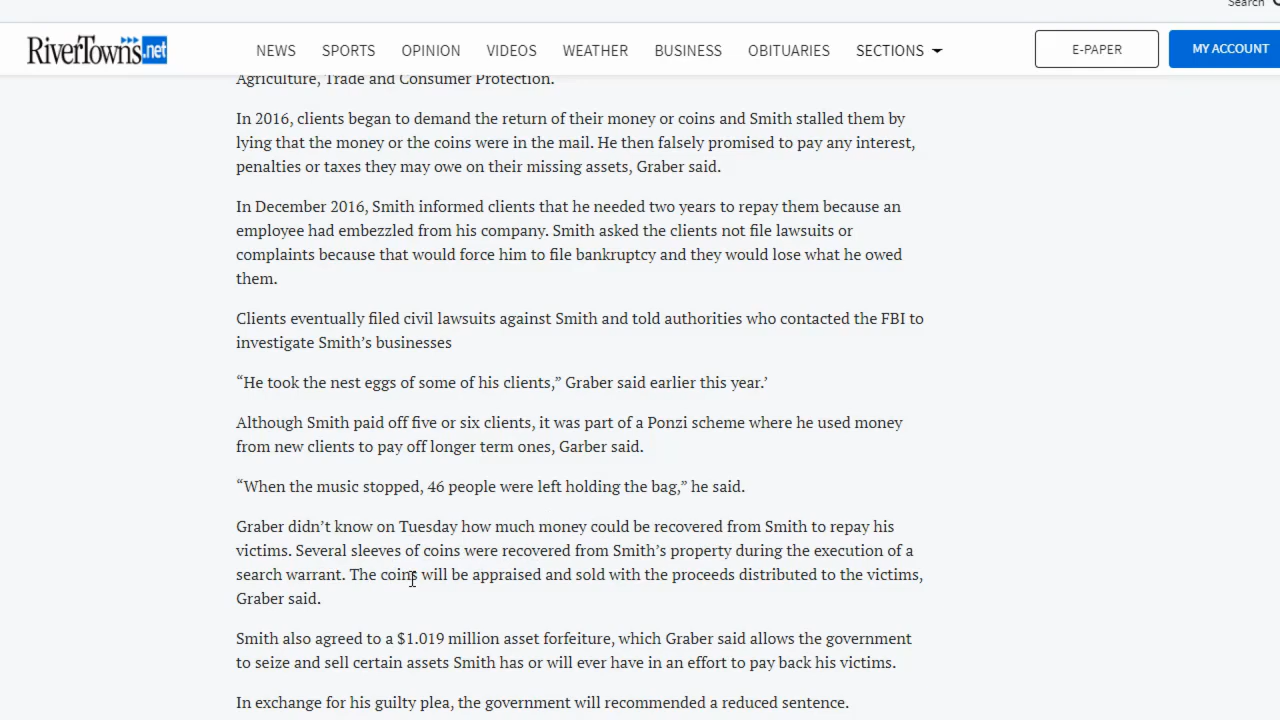 Search
RiverTowns.net
NEWS SPORTS OPINION VIDEOS WEATHER BUSINESS OBITUARIES SECTIONS E-PAPER MY ACCOUNT
Agriculture, Trade and Consumer Protection.
In 2016, clients began to demand the return of their money or coins and Smith stalled them by
lying that the money or the coins were in the mail. He then falsely promised to pay any interest,
penalties or taxes they may owe on their missing assets, Graber said.
In December 2016, Smith informed clients that he needed two years to repay them because an
employee had embezzled from his company. Smith asked the clients not file lawsuits or
complaints because that would force him to file bankruptcy and they would lose what he owed
them.
Clients eventually filed civil lawsuits against Smith and told authorities who contacted the FBI to
investigate Smith’s businesses
“He took the nest eggs of some of his clients,” Graber said earlier this year.’
Although Smith paid off five or six clients, it was part of a Ponzi scheme where he used money
from new clients to pay off longer term ones, Garber said.
“When the music stopped, 46 people were left holding the bag,” he said.
Graber didn’t know on Tuesday how much money could be recovered from Smith to repay his
victims. Several sleeves of coins were recovered from Smith’s property during the execution of a
search warrant. The coins will be appraised and sold with the proceeds distributed to the victims,
Graber said.
Smith also agreed to a $1.019 million asset forfeiture, which Graber said allows the government
to seize and sell certain assets Smith has or will ever have in an effort to pay back his victims.
In exchange for his guilty plea, the government will recommended a reduced sentence.